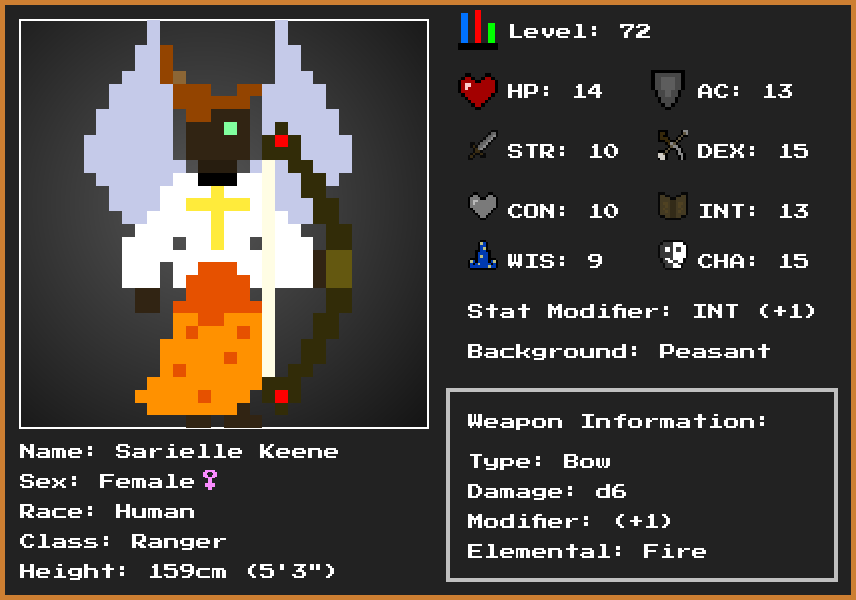 Level: 72
HP: 14
AC: 13
STR: 10
DEX: 15
CON: 10
INT: 13
WIS: 9
CHA: 15
Stat Modifier: INT (+1)
Background: Peasant
Weapon Information:
Type: Bow
Damage: d6
Modifier: (+1)
Elemental: Fire
Name: Sarielle Keene
Sex: Female♀
Race: Human
Class: Ranger
Height: 159cm (5'3")